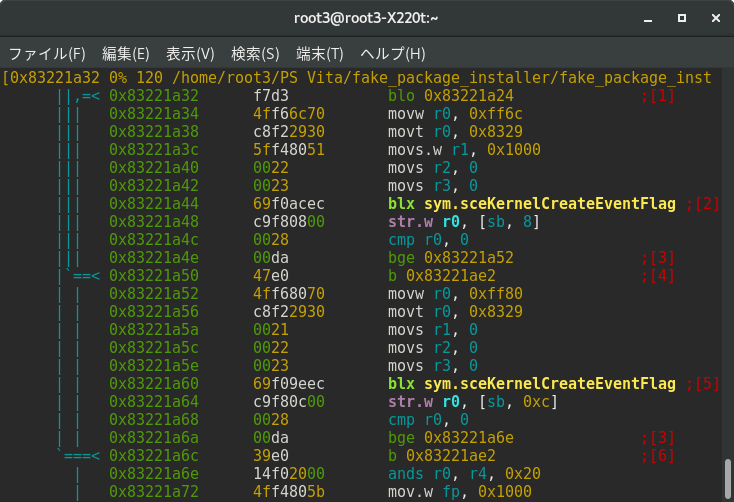 root3@root3-X220t:~
ファイル(F) 編集(E) 表示(V) 検索(S) 端末(T) ヘルプ(H)
[0x83221a32 0% 120 /home/root3/PS Vita/fake_package_installer/fake_package_inst
||,=< 0x83221a32 f7d3 blo 0x83221a24 ;[1]
||| 0x83221a34 4ff66c70 movw r0, 0xff6c
||| 0x83221a38 c8f22930 movt r0, 0x8329
||| 0x83221a3c 5ff48051 movs.w r1, 0x1000
||| 0x83221a40 0022 movs r2, 0
||| 0x83221a42 0023 movs r3, 0
||| 0x83221a44 69f0acec blx sym.sceKernelCreateEventFlag ;[2]
||| 0x83221a48 c9f80800 str.w r0, [sb, 8]
||| 0x83221a4c 0028 cmp r0, 0
||| 0x83221a4e 00da bge 0x83221a52 ;[3]
|`==< 0x83221a50 47e0 b 0x83221ae2 ;[4]
| | 0x83221a52 4ff68070 movw r0, 0xff80
| | 0x83221a56 c8f22930 movt r0, 0x8329
| | 0x83221a5a 0021 movs r1, 0
| | 0x83221a5c 0022 movs r2, 0
| | 0x83221a5e 0023 movs r3, 0
| | 0x83221a60 69f09eec blx sym.sceKernelCreateEventFlag ;[5]
| | 0x83221a64 c9f80c00 str.w r0, [sb, 0xc]
| | 0x83221a68 0028 cmp r0, 0
| | 0x83221a6a 00da bge 0x83221a6e ;[3]
`===< 0x83221a6c 39e0 b 0x83221ae2 ;[6]
| 0x83221a6e 14f02000 ands r0, r4, 0x20
| 0x83221a72 4ff4805b mov.w fp, 0x1000